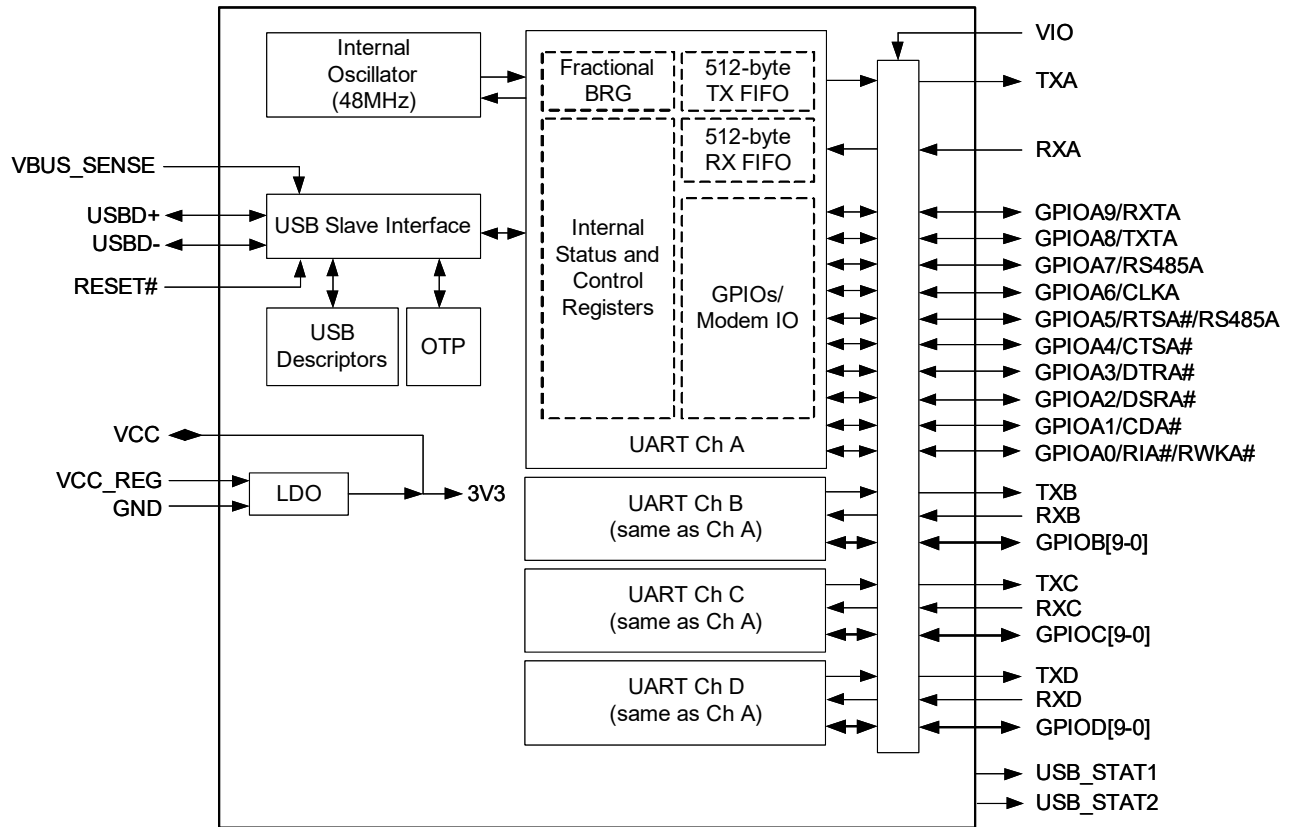 Internal
Oscillator
(48MHz)
Fractional
BRG
512-byte
TX FIFO
512-byte
RX FIFO
Internal
Status and
Control
Registers
GPIOs/
Modem IO
UART Ch A
VBUS_SENSE
USBD+
USBD-
RESET#
USB Slave Interface
USB
Descriptors
OTP
VCC
VCC_REG
GND
LDO
3V3
UART Ch B
(same as Ch A)
UART Ch C
(same as Ch A)
UART Ch D
(same as Ch A)
VIO
TXA
RXA
GPIOA9/RXTA
GPIOA8/TXTA
GPIOA7/RS485A
GPIOA6/CLKA
GPIOA5/RTSA#/RS485A
GPIOA4/CTSA#
GPIOA3/DTRA#
GPIOA2/DSRA#
GPIOA1/CDA#
GPIOA0/RIA#/RWKA#
TXB
RXB
GPIOB[9-0]
TXC
RXC
GPIOC[9-0]
TXD
RXD
GPIOD[9-0]
USB_STAT1
USB_STAT2